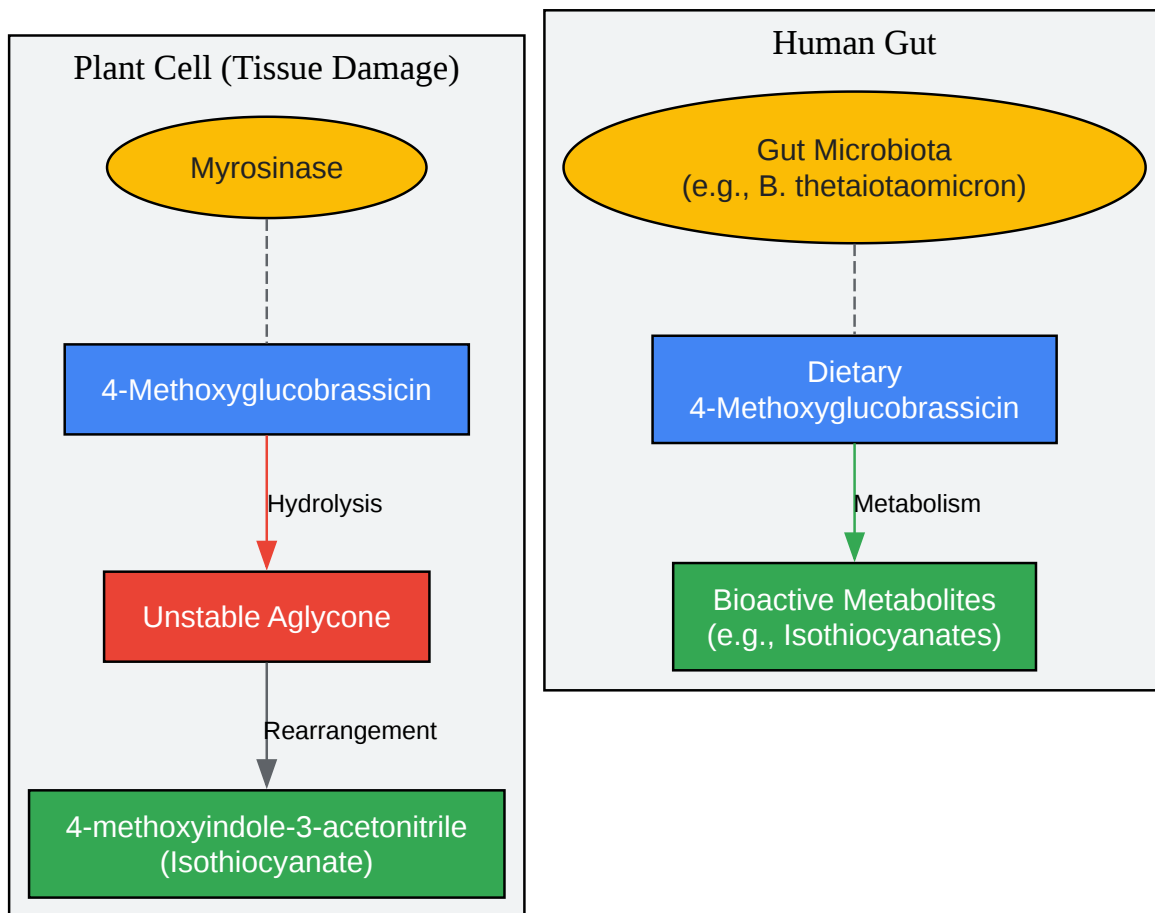 Plant Cell (Tissue Damage)
Myrosinase
4-Methoxyglucobrassicin
Hydrolysis
Unstable Aglycone
Rearrangement
4-methoxyindole-3-acetonitrile
(Isothiocyanate)
Human Gut
Gut Microbiota
(e.g., B. thetaiotaomicron)
Dietary
4-Methoxyglucobrassicin
Metabolism
Bioactive Metabolites
(e.g., Isothiocyanates)